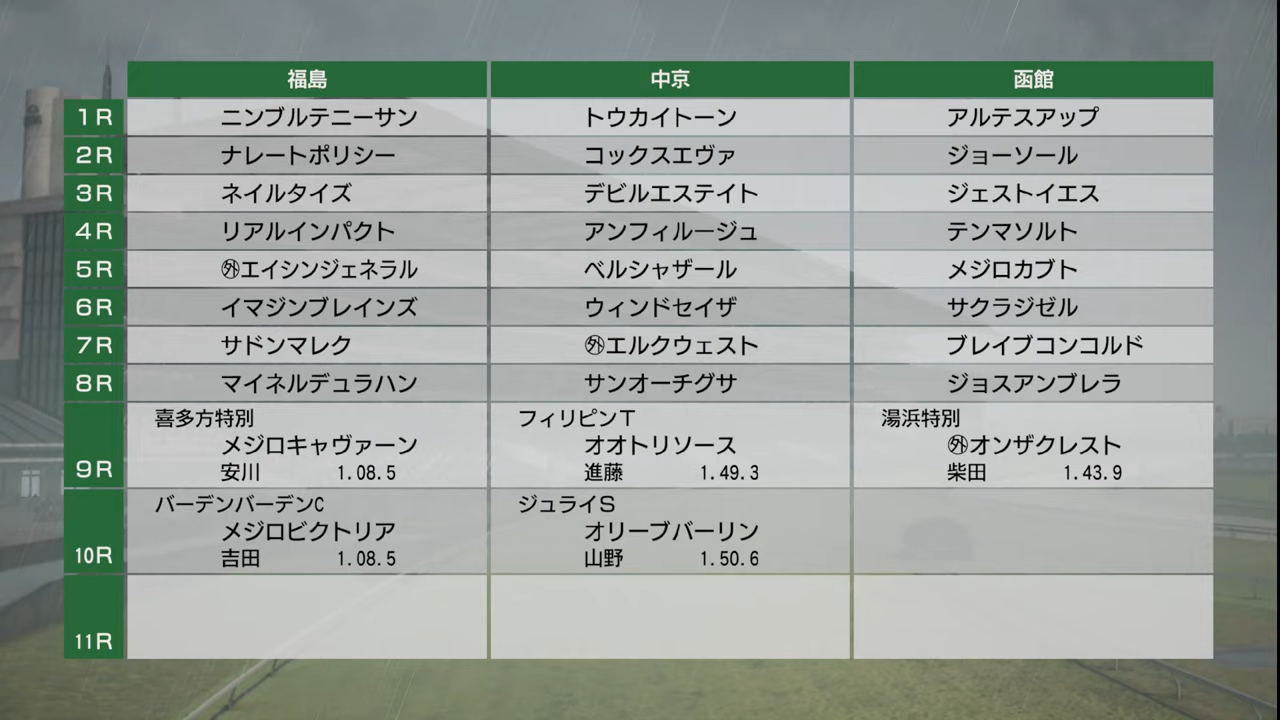 福島 中京 函館
1R ニンブルテニーサン トウカイトーン アルテスアップ
2R ナレートポリシー コックスエヴァ ジョーソール
3R ネイルタイズ デビルエステイト ジェストイエス
4R リアルインパクト アンフィルージュ テンマソルト
5R ㊕エイシンジェネラル ベルシャザール メジロカブト
6R イマジンブレインズ ウィンドセイザ サクラジゼル
7R サドンマレク 外エルクウェスト ブレイブコンコルド
8R マイネルデュラハン サンオーチグサ ジョスアンブレラ
喜多方特別 フィリピンT 湯浜特別
メジロキャヴァーン オオトリソース 外オンザクレスト
9R 安川 1.08.5 進藤 1.49.3 柴田 1.43.9
バーデンバーデンC ジュライS
メジロビクトリア オリーブバーリン
10R 吉田 1.08.5 山野 1.50.6
11R